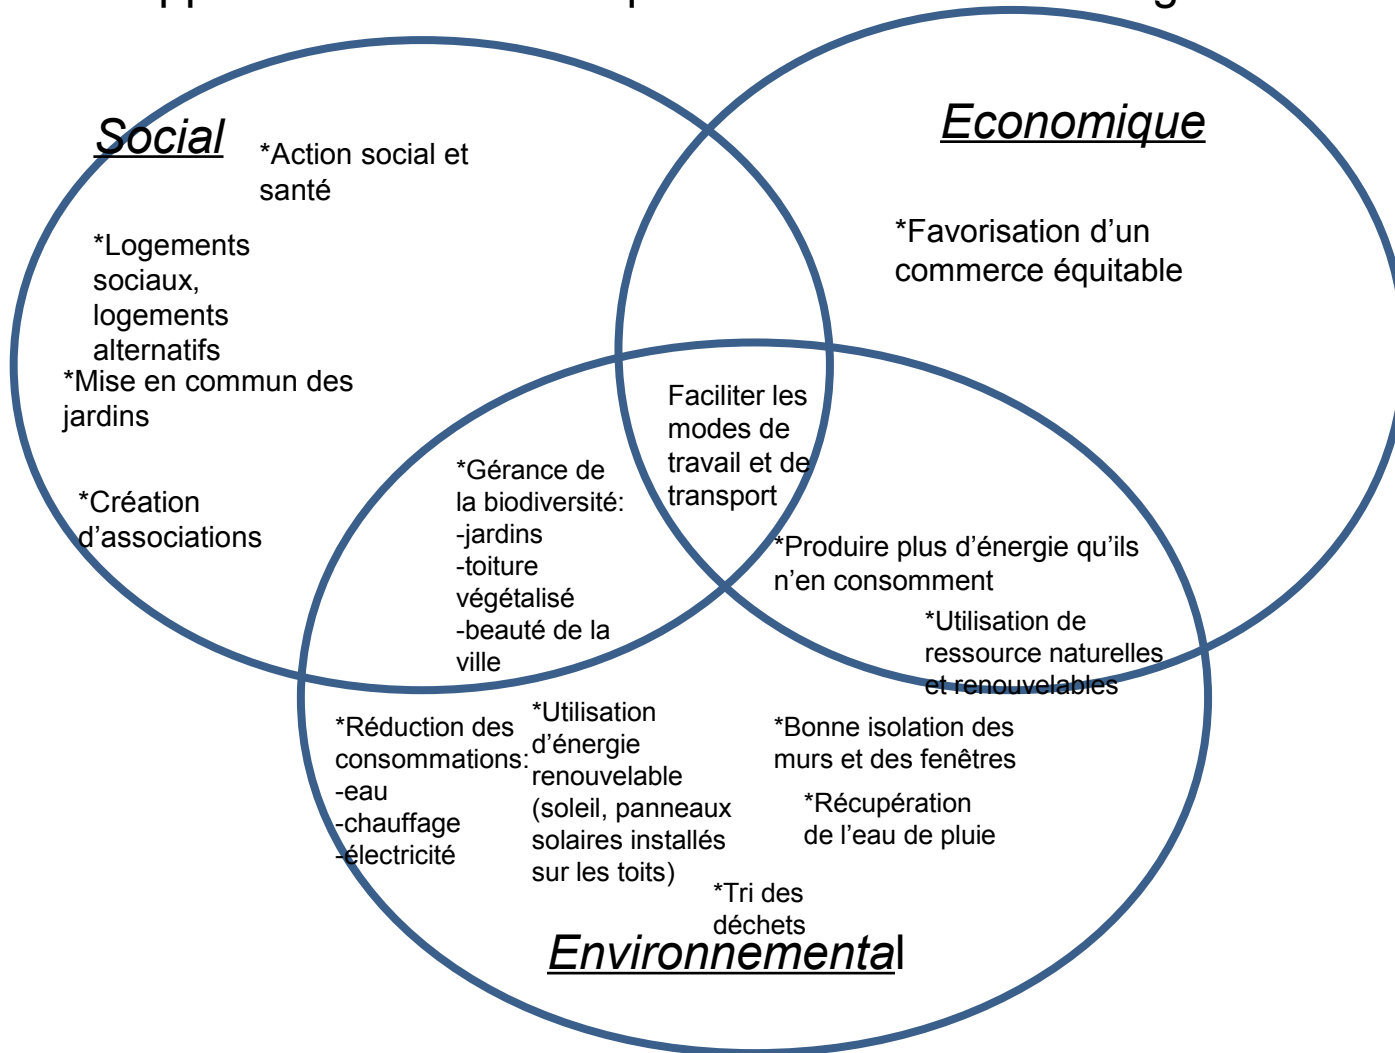 Social
*Action social et
santé
*Logements
sociaux,
logements
alternatifs
*Mise en commun des
jardins
*Création
d’associations
Economique
*Favorisation d’un
commerce équitable
Faciliter les
modes de
travail et de
transport
*Gérance de
la biodiversité:
-jardins
-toiture
végétalisé
-beauté de la
ville
*Produire plus d’énergie qu’ils
n’en consomment
*Utilisation de
ressource naturelles
et renouvelables
*Réduction des
consommations:
-eau
-chauffage
-électricité
*Utilisation
d’énergie
renouvelable
(soleil, panneaux
solaires installés
sur les toits)
*Bonne isolation des
murs et des fenêtres
*Récupération
de l’eau de pluie
*Tri des
déchets
Environnemental